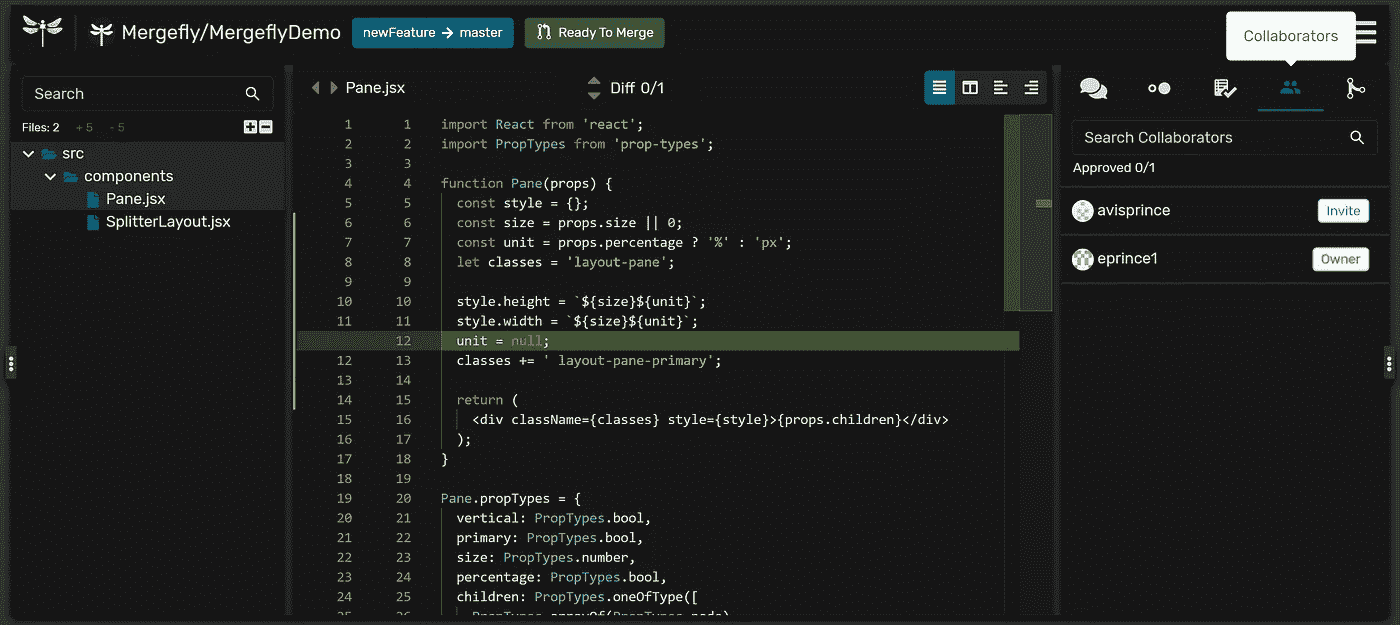 Mergefly/MergeflyDemo newFeature → master Ready To Merge Collaborators
Search
Files: 2 + 5 - 5
src
components
Pane.jsx
SplitterLayout.jsx
Pane.jsx Diff 0/1
1 1 import React from 'react';
2 2 import PropTypes from 'prop-types';
3 3
4 4 function Pane(props) {
5 5 const style = {};
6 6 const size = props.size || 0;
7 7 const unit = props.percentage ? '%' : 'px';
8 8 let classes = 'layout-pane';
9 9
10 10 style.height = `${size}${unit}`;
11 11 style.width = `${size}${unit}`;
12 unit = null;
12 13 classes += ' layout-pane-primary';
13 14
14 15 return (
15 16 <div className={classes} style={style}>{props.children}</div>
16 17 );
17 18 }
18 19
19 20 Pane.propTypes = {
20 21 vertical: PropTypes.bool,
21 22 primary: PropTypes.bool,
22 23 size: PropTypes.number,
23 24 percentage: PropTypes.bool,
24 25 children: PropTypes.oneOfType([
25 26 PropTypes.arrayOf(PropTypes.node)
Search Collaborators
Approved 0/1
avisprince Invite
eprince1 Owner